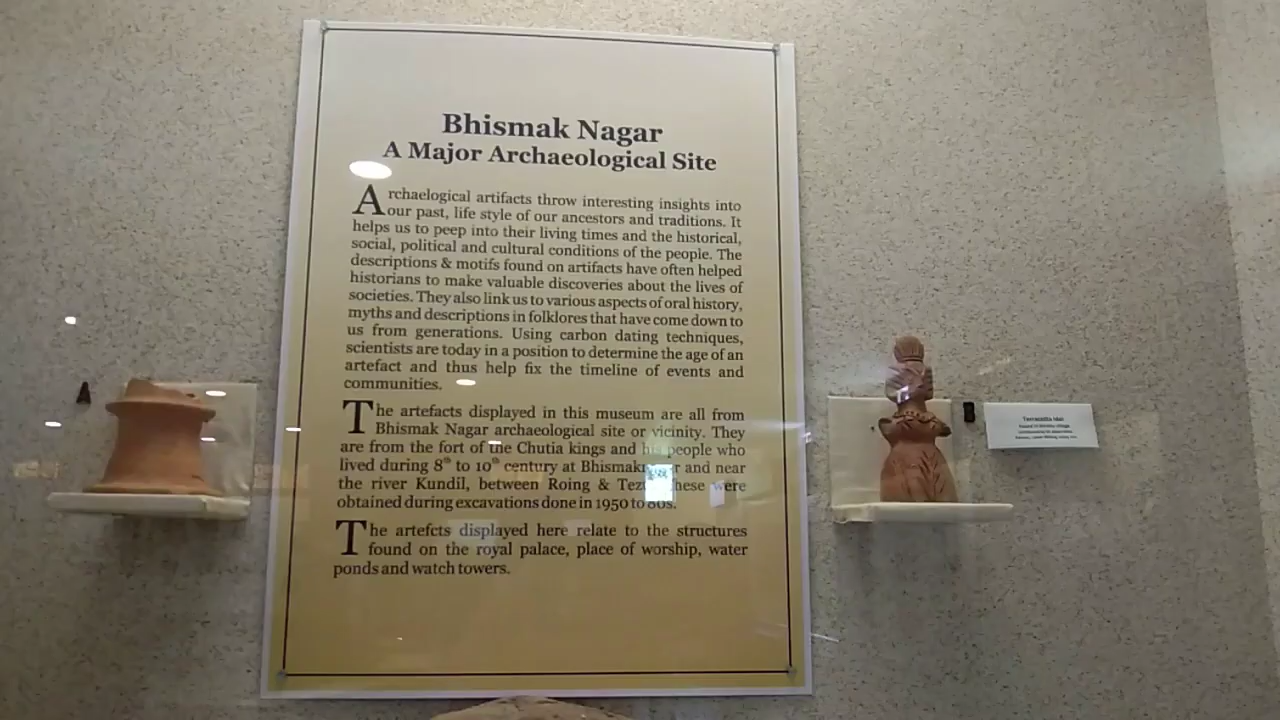 Bhismak Nagar
A Major Archaeological Site
Archaelogical artifacts throw interesting insights into
our past, life style of our ancestors and traditions. It
helps us to peep into their living times and the historical,
social, political and cultural conditions of the people. The
descriptions & motifs found on artifacts have often helped
historians to make valuable discoveries about the lives of
societies. They also link us to various aspects of oral history,
myths and descriptions in folklores that have come down to
us from generations. Using carbon dating techniques,
scientists are today in a position to determine the age of an
artefact and thus help fix the timeline of events and
communities.
The artefacts displayed in this museum are all from
Bhismak Nagar archaeological site or vicinity. They
are from the fort of the Chutia kings and his people who
lived during 8th to 10th century at and near
the river Kundil, between Roing & were
obtained during excavations done in 1950 to 80s.
The artefcts displayed here relate to the structures
found on the royal palace, place of worship, water
ponds and watch towers.
A
B
Terracotta Idol